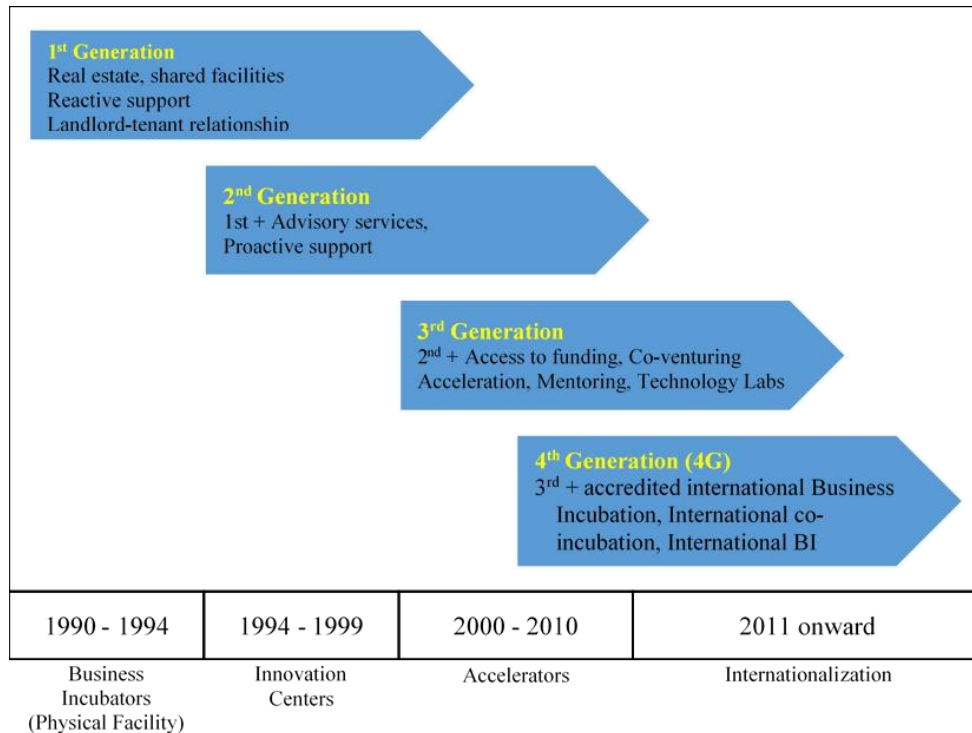 1st Generation
Real estate, shared facilities
Reactive support
Landlord-tenant relationship
2nd Generation
1st + Advisory services,
Proactive support
3rd Generation
2nd + Access to funding, Co-venturing
Acceleration, Mentoring, Technology Labs
4th Generation (4G)
3rd + accredited international Business
Incubation, International co-
incubation, International BI
1990 - 1994
1994 - 1999
2000 - 2010
2011 onward
Business
Incubators
(Physical Facility)
Innovation
Centers
Accelerators
Internationalization